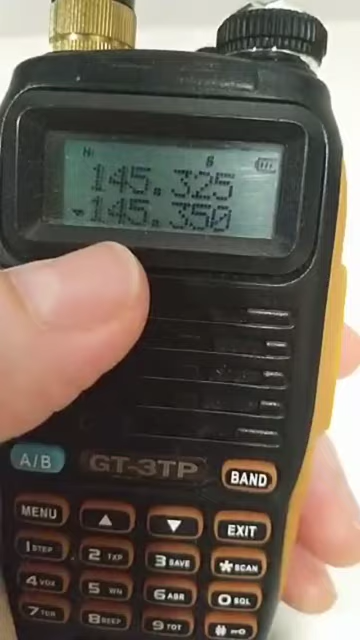 H
S
145.325
145.350
A/B GT-3TP BAND
MENU ▲ ▼ EXIT
1 STEP 2 TXP 3 SAVE * SCAN
4 VOX 5 WN 6 ABR 0 SQL
7 TDR 8 BEEP 9 TOT #